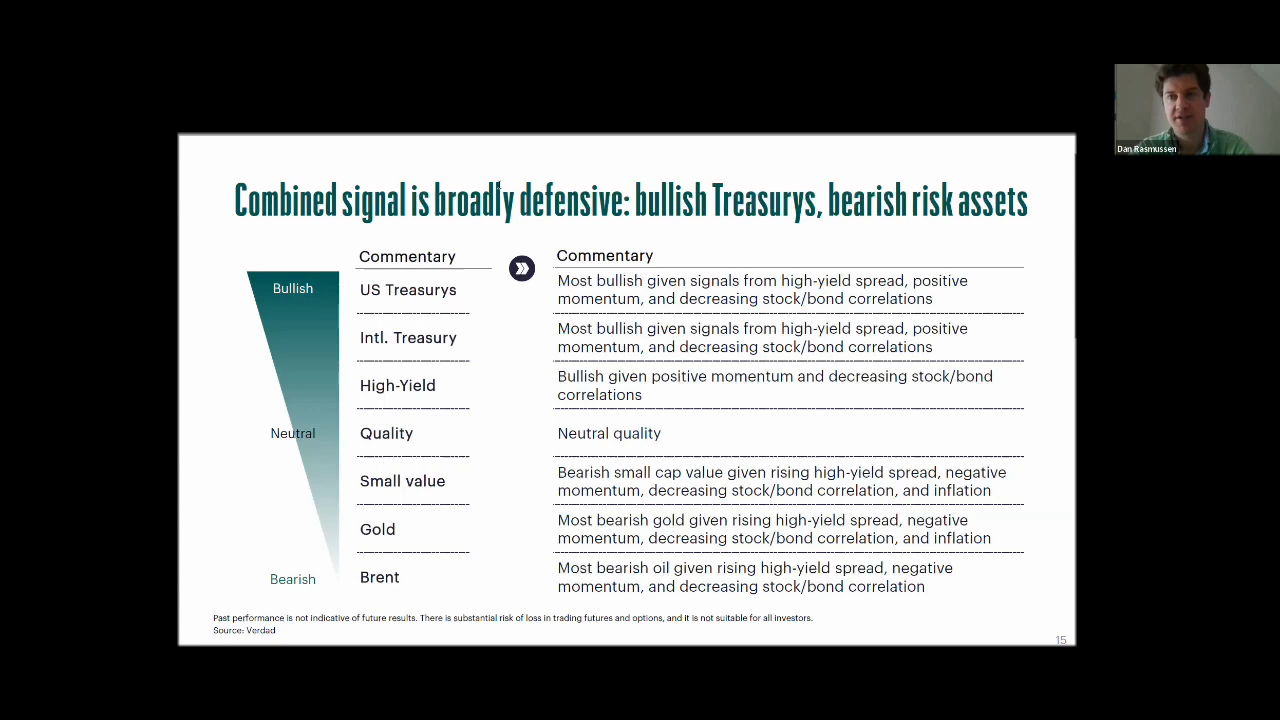 Dan Rasmussen
Combined signal is broadly defensive: bullish Treasurys, bearish risk assets
Commentary
Commentary
Bullish
US Treasurys
Most bullish given signals from high-yield spread, positive
momentum, and decreasing stock/bond correlations
Intl. Treasury
Most bullish given signals from high-yield spread, positive
momentum, and decreasing stock/bond correlations
High-Yield
Bullish given positive momentum and decreasing stock/bond
correlations
Neutral
Quality
Neutral quality
Small value
Bearish small cap value given rising high-yield spread, negative
momentum, decreasing stock/bond correlation, and inflation
Gold
Most bearish gold given rising high-yield spread, negative
momentum, decreasing stock/bond correlation, and inflation
Bearish
Brent
Most bearish oil given rising high-yield spread, negative
momentum, and decreasing stock/bond correlation
Past performance is not indicative of future results. There is substantial risk of loss in trading futures and options, and it is not suitable for all investors.
Source: Verdad
15